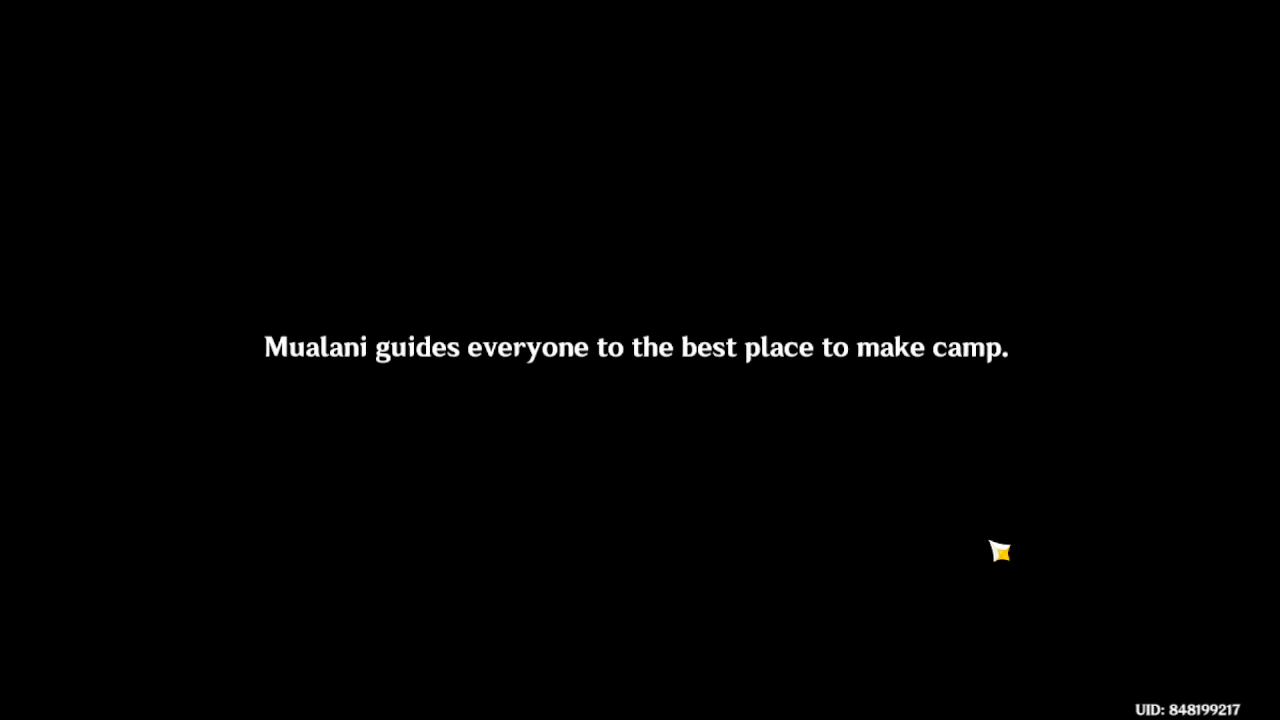 Mualani guides everyone to the best place to make camp.
UID: 848199217